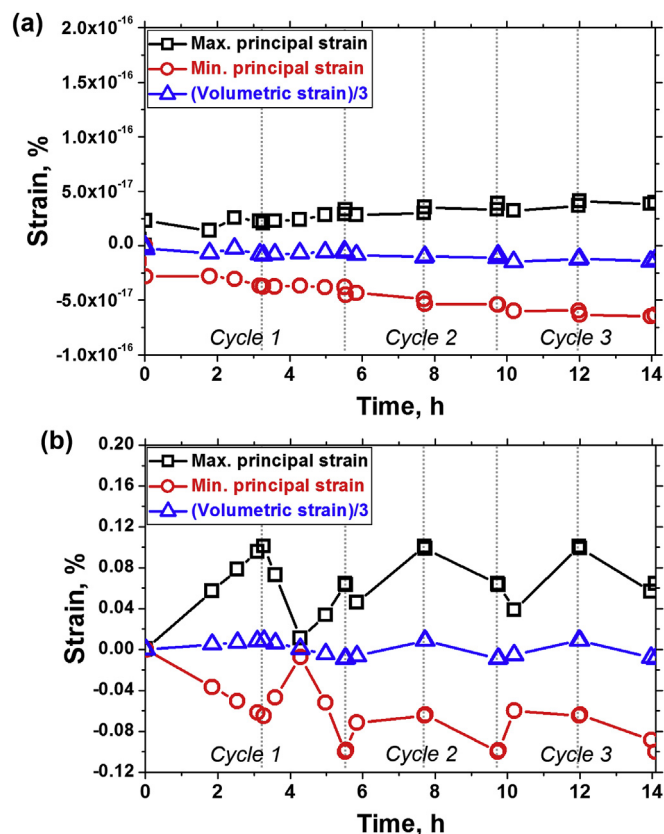 (a)
2.0x10-16
1.5x10-16
1.0x10-16
5.0x10-17
0.0
-5.0x10-17
-1.0x10-16
Strain, %
Max. principal strain
Min. principal strain
(Volumetric strain)/3
Cycle 1 Cycle 2 Cycle 3
0 2 4 6 8 10 12 14
Time, h
(b)
0.20
0.16
0.12
0.08
0.04
0.00
-0.04
-0.08
-0.12
Strain, %
Max. principal strain
Min. principal strain
(Volumetric strain)/3
Cycle 1 Cycle 2 Cycle 3
0 2 4 6 8 10 12 14
Time, h